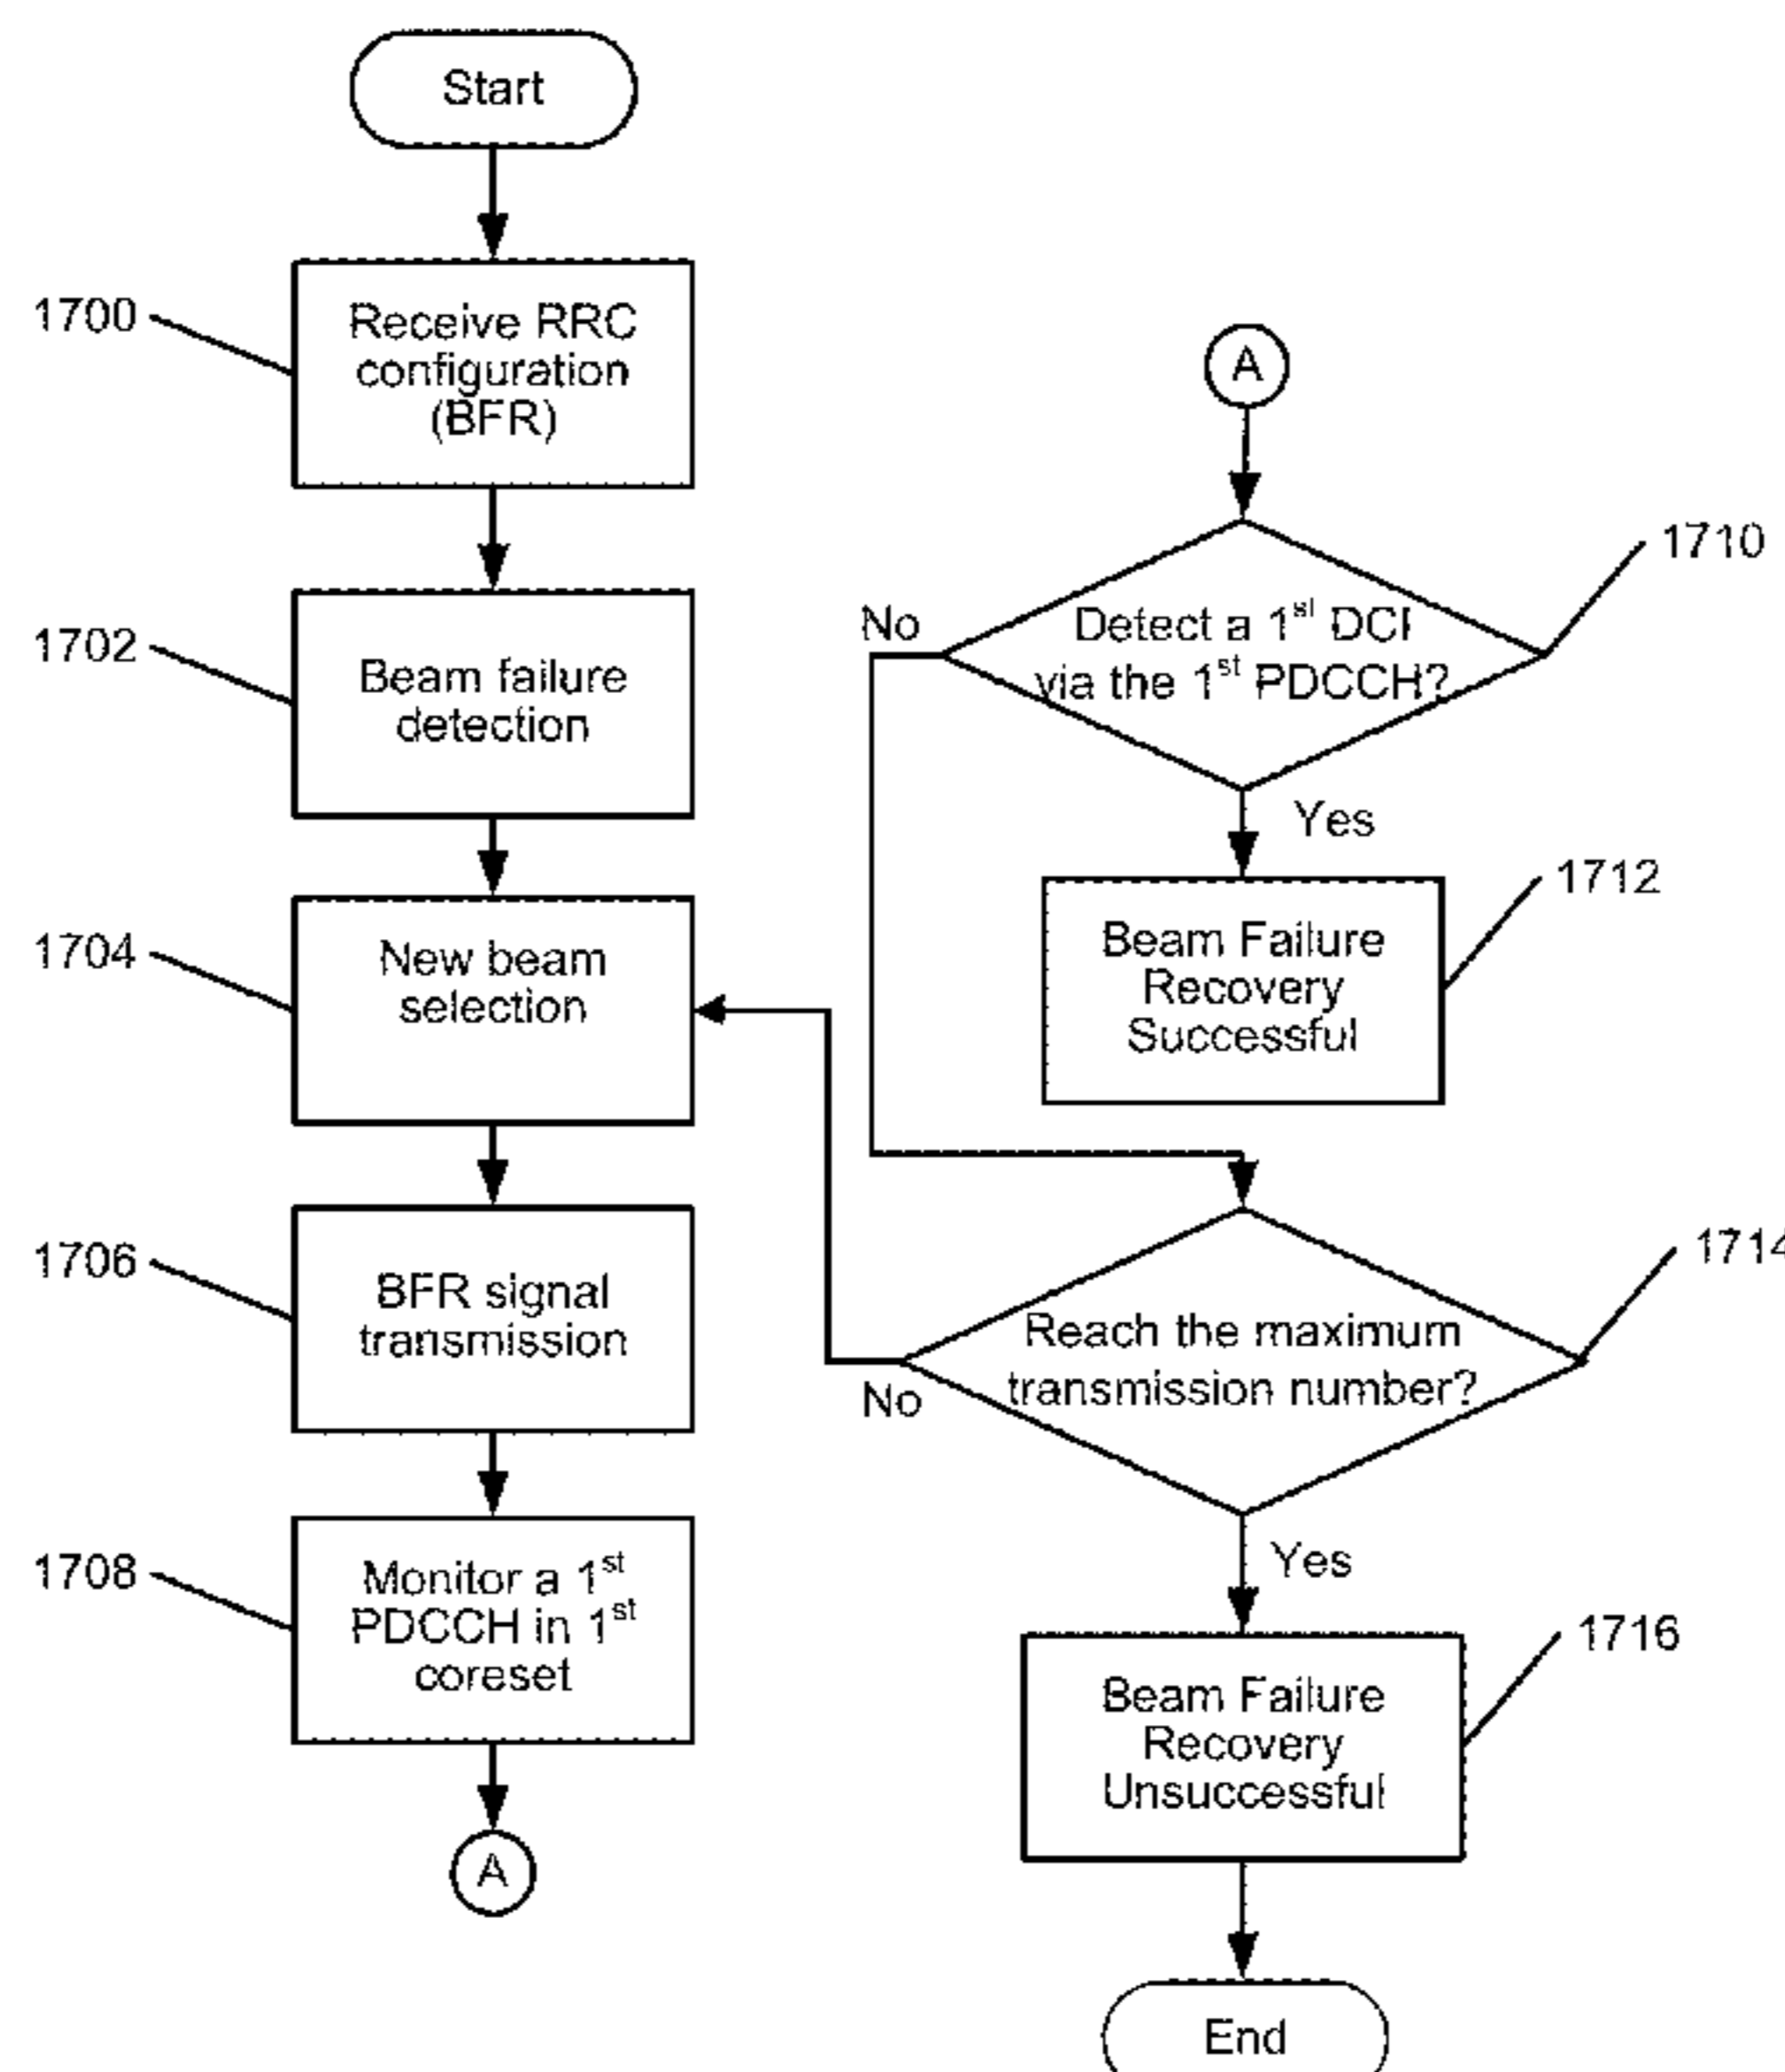 Start
1700
Receive RRC
configuration
(BFR)
1702
Beam failure
detection
1704
New beam
selection
1706
BFR signal
transmission
1708
Monitor a 1st
PDCCH in 1st
coreset
A
A
1710
Detect a 1st DCI
via the 1st PDCCH?
No
Yes
1712
Beam Failure
Recovery
Successful
1714
Reach the maximum
transmission number?
No
Yes
1716
Beam Failure
Recovery
Unsuccessful
End